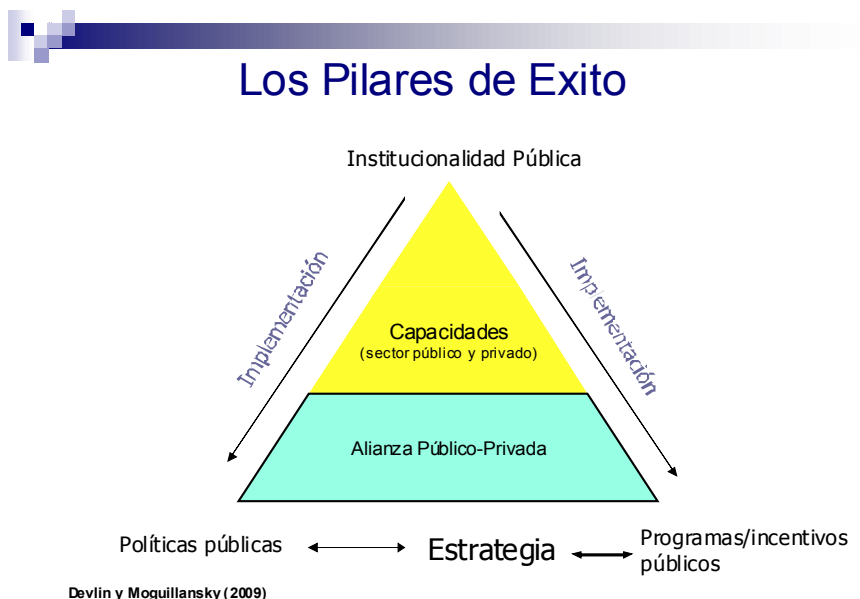 Los Pilares de Exito
Institucionalidad Pública
Implementación
Implementación
Capacidades
(sector público y privado)
Alianza Público-Privada
Políticas públicas
Estrategia
Programas/incentivos
públicos
Devlin y Moguillansky (2009)